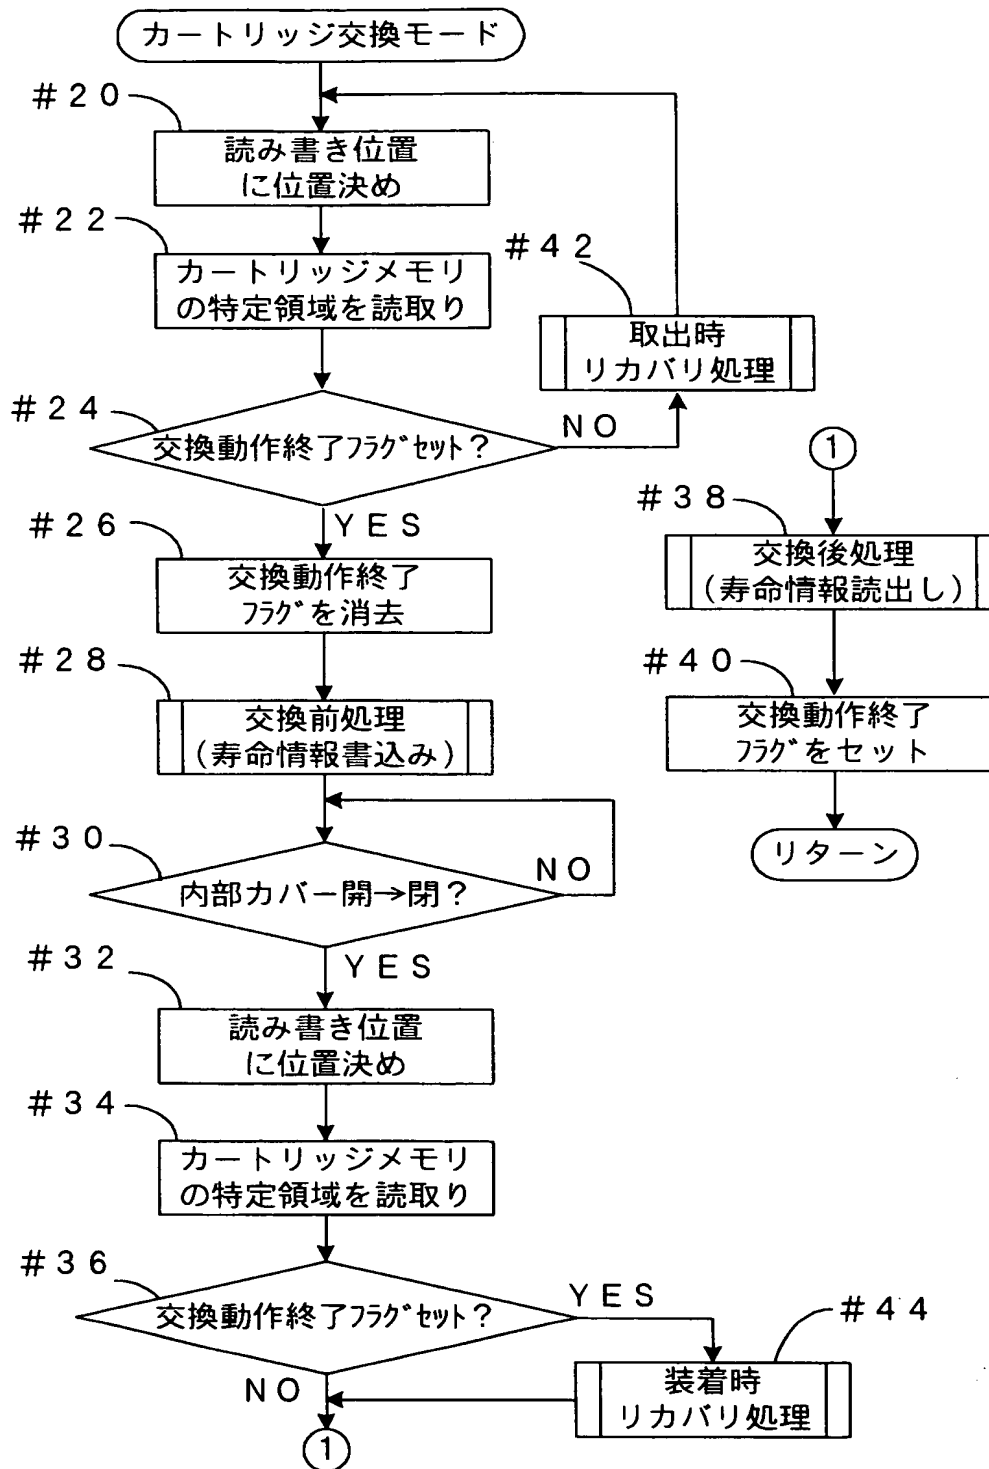 カートリッジ交換モード
#20
読み書き位置
に位置決め
#22
カートリッジメモリ
の特定領域を読取り
#42
取出時
リカバリ処理
#24
交換動作終了フラグセット?
NO
YES
#26
交換動作終了
フラグを消去
#28
交換前処理
(寿命情報書込み)
#30
内部カバー開→閉?
NO
YES
#32
読み書き位置
に位置決め
#34
カートリッジメモリ
の特定領域を読取り
#36
交換動作終了フラグセット?
YES
#44
装着時
リカバリ処理
NO
1
1
#38
交換後処理
(寿命情報読出し)
#40
交換動作終了
フラグをセット
リターン